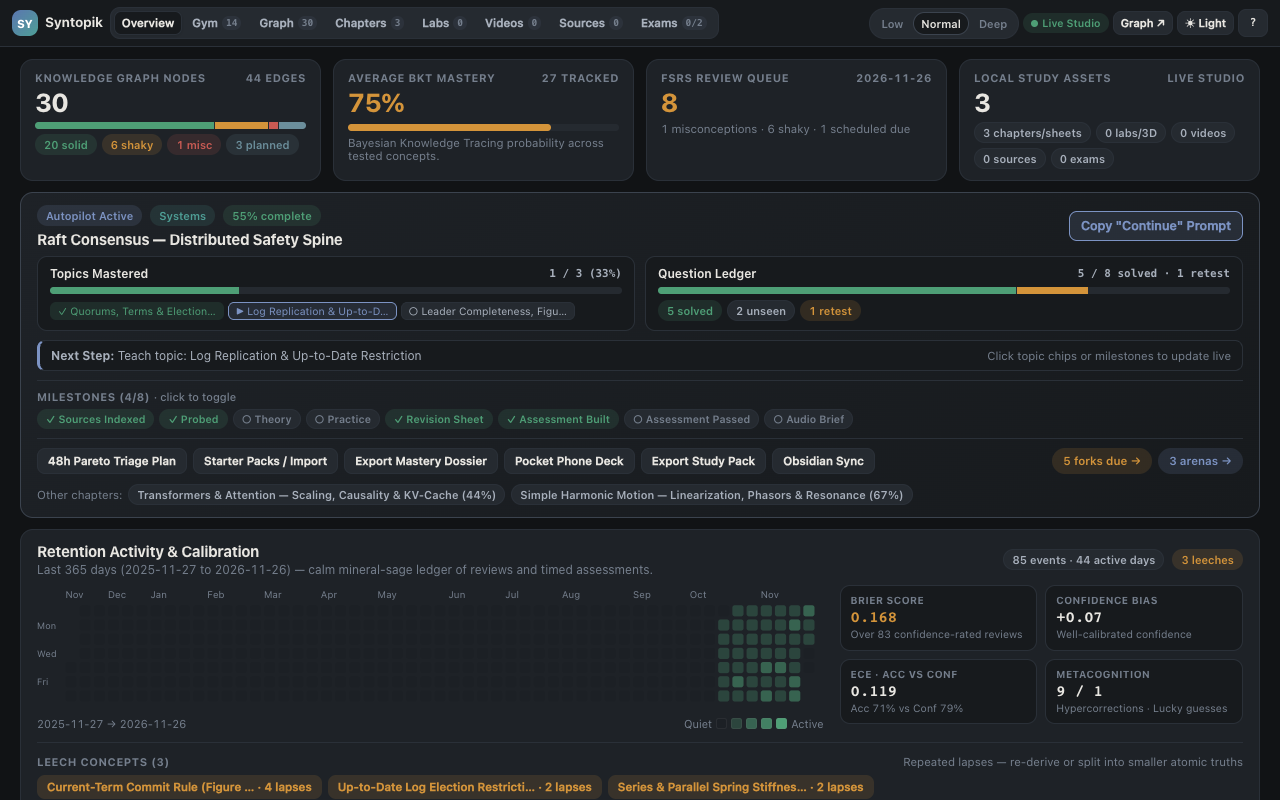 SY Syntopik Overview Gym 14 Graph 30 Chapters 3 Labs 0 Videos 0 Sources 0 Exams 0/2 Low Normal Deep Live Studio Graph ↗ ☀ Light ?
KNOWLEDGE GRAPH NODES 44 EDGES
30
20 solid 6 shaky 1 misc 3 planned
AVERAGE BKT MASTERY 27 TRACKED
75%
Bayesian Knowledge Tracing probability across
tested concepts.
FSRS REVIEW QUEUE 2026-11-26
8
1 misconceptions · 6 shaky · 1 scheduled due
LOCAL STUDY ASSETS LIVE STUDIO
3
3 chapters/sheets 0 labs/3D 0 videos
0 sources 0 exams
Autopilot Active Systems 55% complete
Raft Consensus — Distributed Safety Spine
Copy "Continue" Prompt
Topics Mastered 1 / 3 (33%)
✓ Quorums, Terms & Election... ▶ Log Replication & Up-to-D... ○ Leader Completeness, Figu...
Question Ledger 5 / 8 solved · 1 retest
5 solved 2 unseen 1 retest
Next Step: Teach topic: Log Replication & Up-to-Date Restriction Click topic chips or milestones to update live
MILESTONES (4/8) · click to toggle
✓ Sources Indexed ✓ Probed ○ Theory ○ Practice ✓ Revision Sheet ✓ Assessment Built ○ Assessment Passed ○ Audio Brief
48h Pareto Triage Plan Starter Packs / Import Export Mastery Dossier Pocket Phone Deck Export Study Pack Obsidian Sync 5 forks due → 3 arenas →
Other chapters: Transformers & Attention — Scaling, Causality & KV-Cache (44%) Simple Harmonic Motion — Linearization, Phasors & Resonance (67%)
Retention Activity & Calibration
Last 365 days (2025-11-27 to 2026-11-26) — calm mineral-sage ledger of reviews and timed assessments.
85 events · 44 active days 3 leeches
Nov Dec Jan Feb Mar Apr May Jun Jul Aug Sep Oct Nov
Mon
Wed
Fri
2025-11-27 → 2026-11-26 Quiet Active
BRIER SCORE
0.168
Over 83 confidence-rated reviews
CONFIDENCE BIAS
+0.07
Well-calibrated confidence
ECE · ACC VS CONF
0.119
Acc 71% vs Conf 79%
METACOGNITION
9 / 1
Hypercorrections · Lucky guesses
LEECH CONCEPTS (3) Repeated lapses — re-derive or split into smaller atomic truths
Current-Term Commit Rule (Figure ... · 4 lapses Up-to-Date Log Election Restricti... · 2 lapses Series & Parallel Spring Stiffnes... · 2 lapses